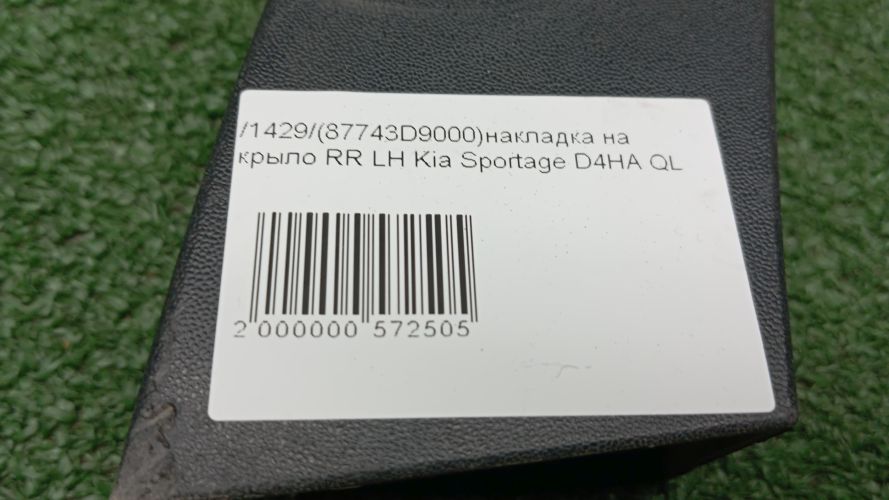 /1429/(87743D9000)накладка на
крыло RR LH Kia Sportage D4HA QL
2 000000 572505